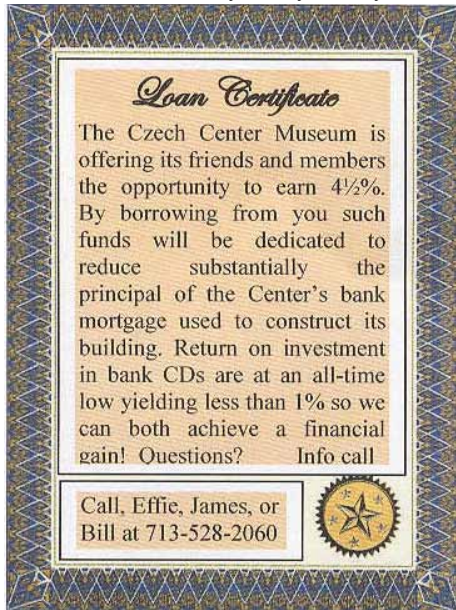 Loan Certificate
The Czech Center Museum is
offering its friends and members
the opportunity to earn 4½%.
By borrowing from you such
funds will be dedicated to
reduce substantially the
principal of the Center's bank
mortgage used to construct its
building. Return on investment
in bank CDs are at an all-time
low yielding less than 1% so we
can both achieve a financial
gain! Questions? Info call
Call, Effie, James, or
Bill at 713-528-2060